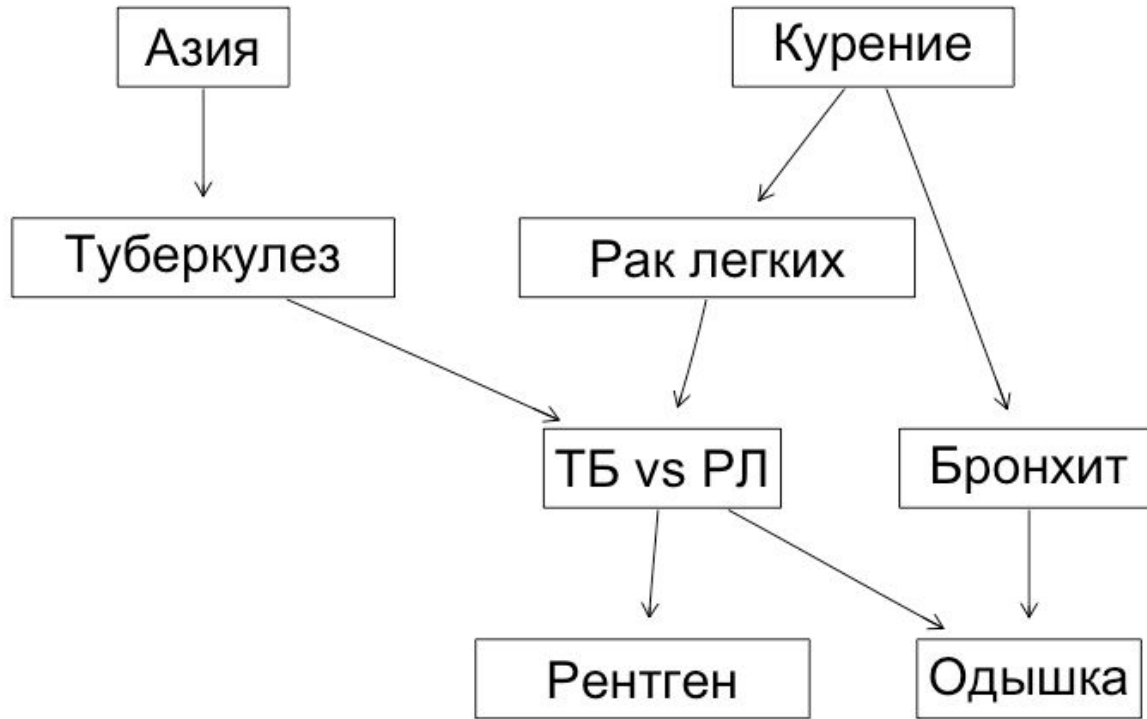 Азия
Курение
Туберкулез
Рак легких
ТБ vs РЛ
Бронхит
Рентген
Одышка